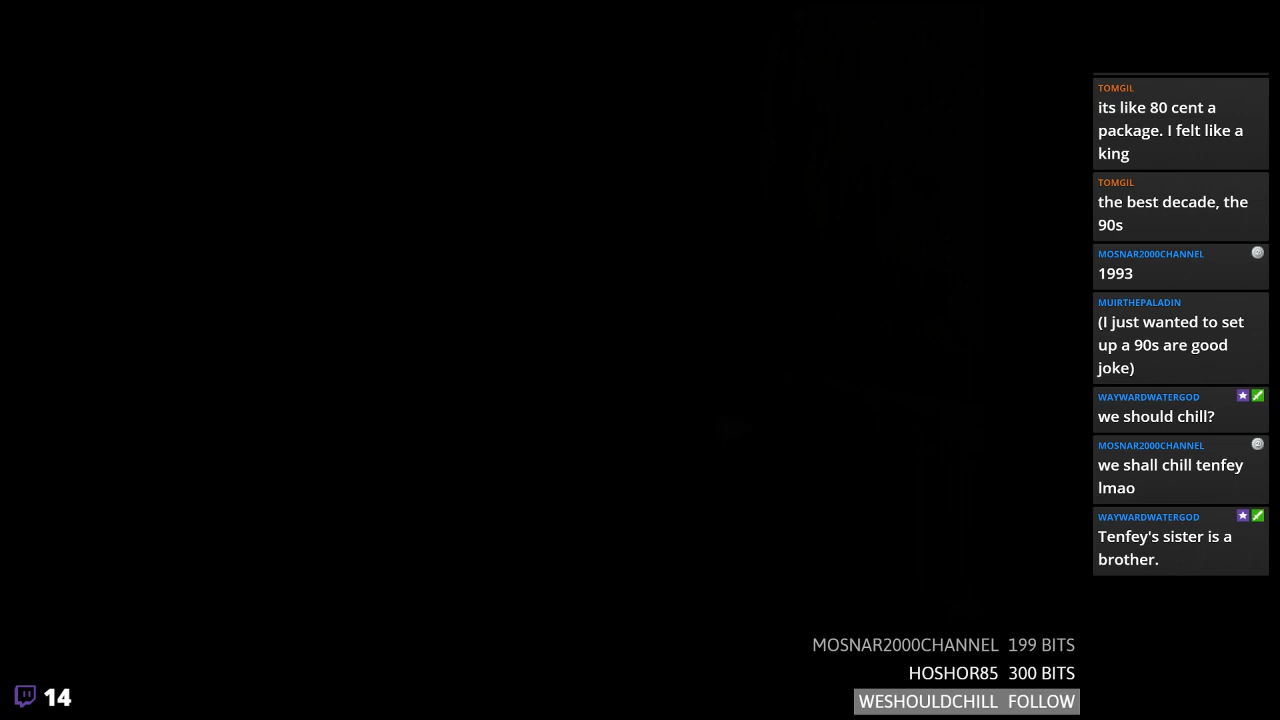 TOMGIL
its like 80 cent a
package. I felt like a
king
TOMGIL
the best decade, the
90s
MOSNAR2000CHANNEL
1993
MUIRTHEPALADIN
(I just wanted to set
up a 90s are good
joke)
WAYWARDWATERGOD
we should chill?
MOSNAR2000CHANNEL
we shall chill tenfey
lmao
WAYWARDWATERGOD
Tenfey's sister is a
brother.
MOSNAR2000CHANNEL 199 BITS
HOSHOR85 300 BITS
WESHOULDCHILL FOLLOW
14